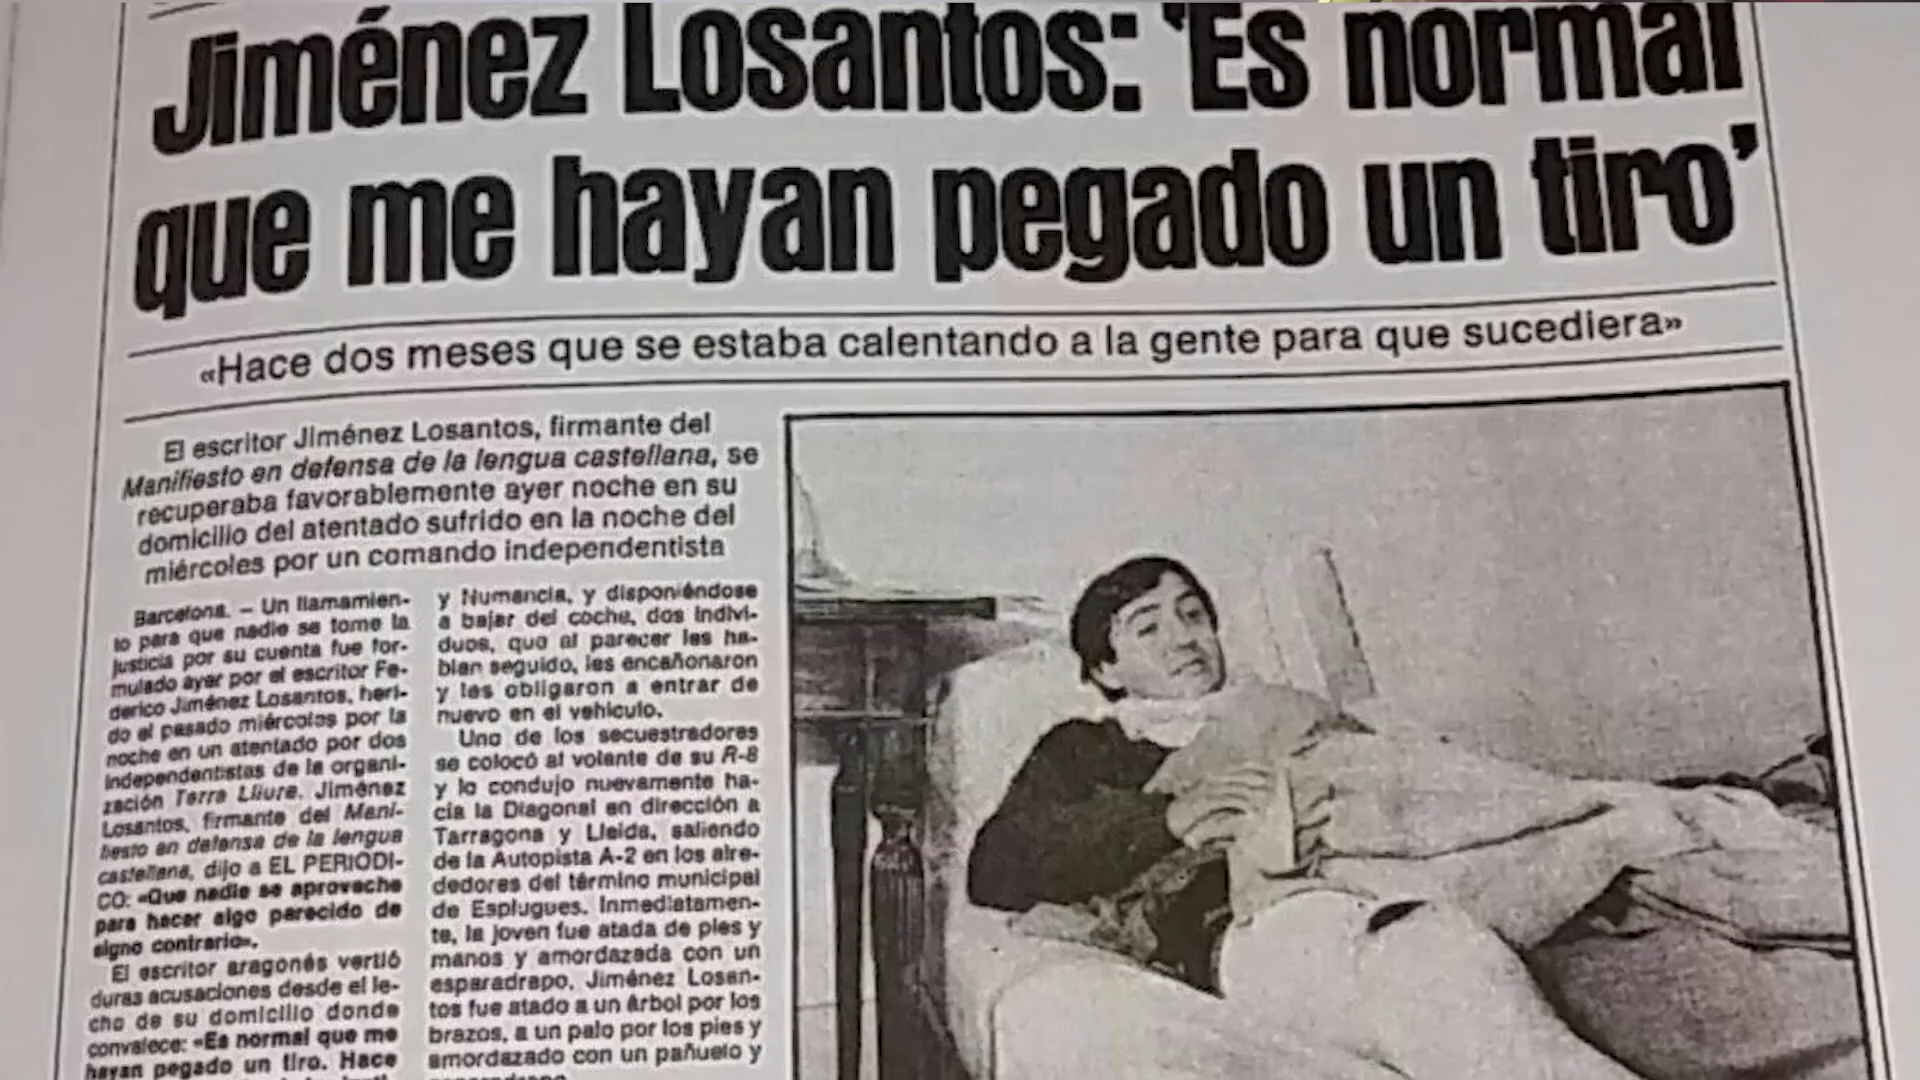 Jiménez Losantos: ‘Es normal
que me hayan pegado un tiro’
«Hace dos meses que se estaba calentando a la gente para que sucediera»
El escritor Jiménez Losantos, firmante del
Manifiesto en defensa de la lengua castellana, se
recuperaba favorablemente ayer noche en su
domicilio del atentado sufrido en la noche del
miércoles por un comando independentista
Barcelona. – Un llamamien-
to para que nadie se tome la
justicia por su cuenta fue for-
mulado ayer por el escritor Fe-
derico Jiménez Losantos, heri-
do el pasado miércoles por la
noche en un atentado por dos
independentistas de la organi-
zación Terra Lliure. Jiménez
Losantos, firmante del Mani-
fiesto en defensa de la lengua
castellana, dijo a EL PERIODI-
CO: «Que nadie se aproveche
para hacer algo parecido de
signo contrario».
El escritor aragonés vertió
duras acusaciones desde el le-
cho de su domicilio donde
convalece: «Es normal que me
hayan pegado un tiro. Hace
y Numancia, y disponiéndose
a bajar del coche, dos indivi-
duos, que al parecer les ha-
bían seguido, les encañonaron
y les obligaron a entrar de
nuevo en el vehículo.
Uno de los secuestradores
se colocó al volante de su R-8
y lo condujo nuevamente ha-
cia la Diagonal en dirección a
Tarragona y Lleida, saliendo
de la Autopista A-2 en los alre-
dedores del término municipal
de Esplugues. Inmediatamen-
te, la joven fue atada de pies y
manos y amordazada con un
esparadrapo. Jiménez Losan-
tos fue atado a un árbol por los
brazos, a un palo por los pies y
amordazado con un pañuelo y